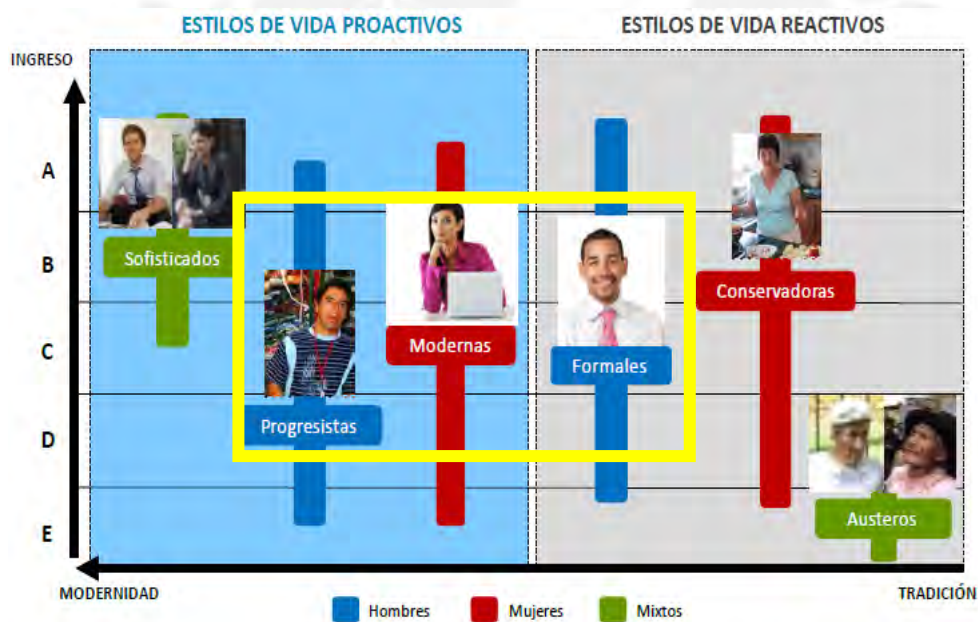 ESTILOS DE VIDA PROACTIVOS
ESTILOS DE VIDA REACTIVOS
INGRESO
A
B
C
D
E
Sofisticados
Progresistas
Modernas
Formales
Conservadoras
Austeros
MODERNIDAD
TRADICIÓN
Hombres
Mujeres
Mixtos